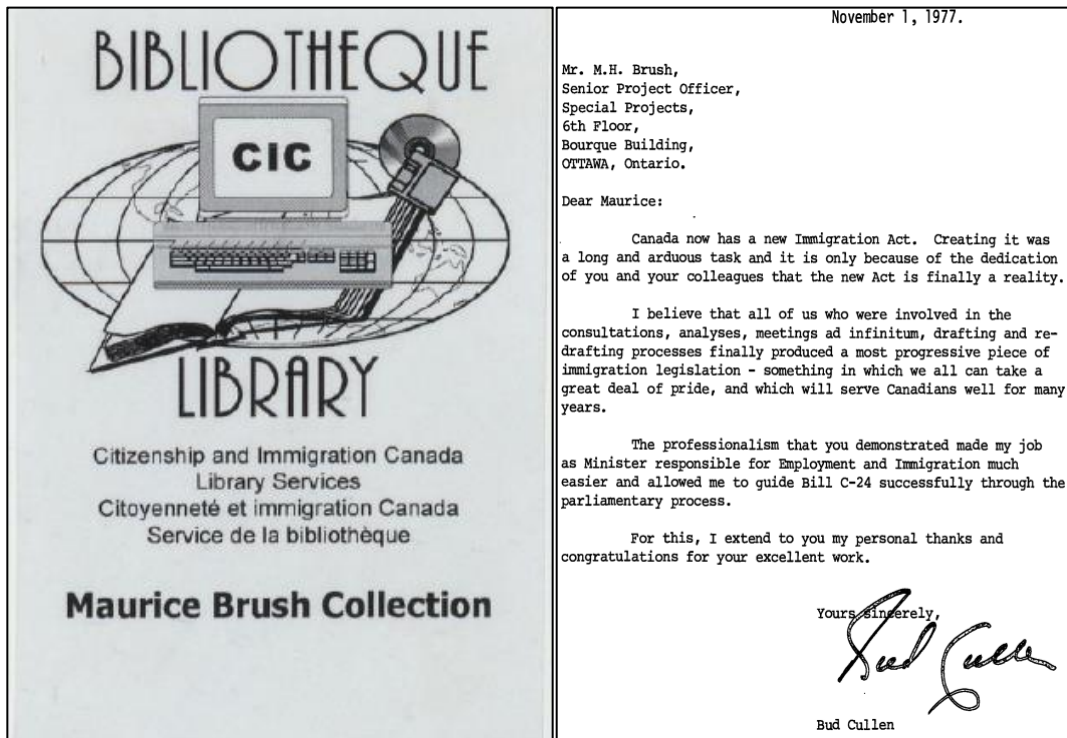 BIBLIOTHEQUE
CIC
LIBRARY
Citizenship and Immigration Canada
Library Services
Citoyenneté et immigration Canada
Service de la bibliothèque
Maurice Brush Collection
November 1, 1977.
Mr. M.H. Brush,
Senior Project Officer,
Special Projects,
6th Floor,
Bourque Building,
OTTAWA, Ontario.
Dear Maurice:
Canada now has a new Immigration Act. Creating it was
a long and arduous task and it is only because of the dedication
of you and your colleagues that the new Act is finally a reality.
I believe that all of us who were involved in the
consultations, analyses, meetings ad infinitum, drafting and re-
drafting processes finally produced a most progressive piece of
immigration legislation - something in which we all can take a
great deal of pride, and which will serve Canadians well for many
years.
The professionalism that you demonstrated made my job
as Minister responsible for Employment and Immigration much
easier and allowed me to guide Bill C-24 successfully through the
parliamentary process.
For this, I extend to you my personal thanks and
congratulations for your excellent work.
Yours sincerely,
Bud Cullen
Bud Cullen